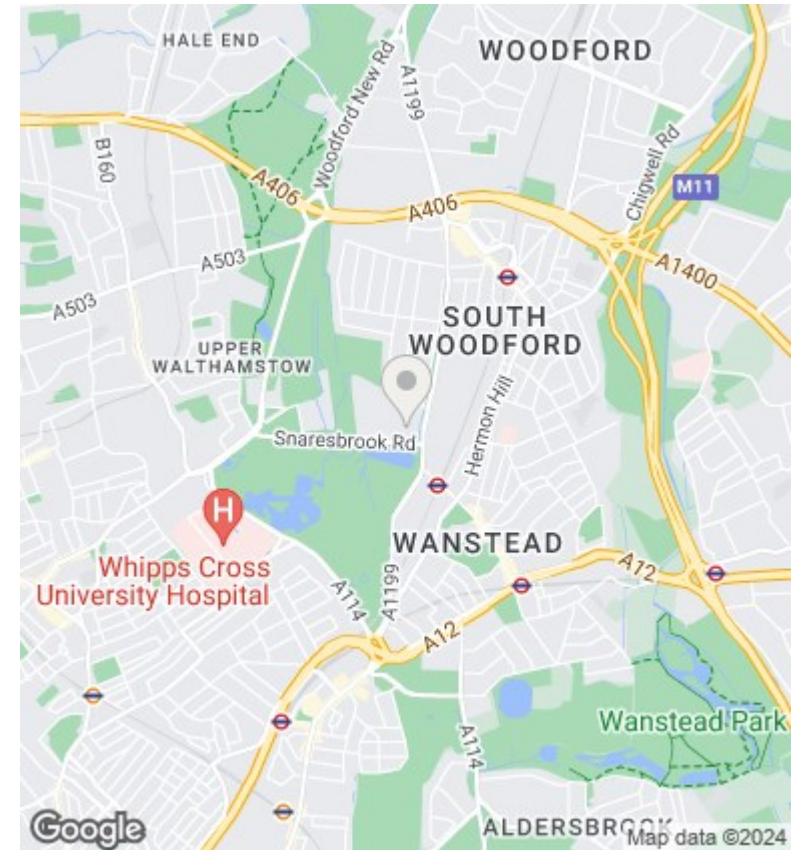 HALE END
WOODFORD
Woodford New Rd
A1199
B160
Chigwell Rd
M11
A406
A406
A503
A503
A1400
SOUTH
WOODFORD
UPPER
WALTHAMSTOW
Hermon Hill
Snaresbrook Rd
H
Whipps Cross
University Hospital
WANSTEAD
A12
A114
A1199
A12
Wanstead Park
A114
Google
ALDERSBROOK
Map data ©2024